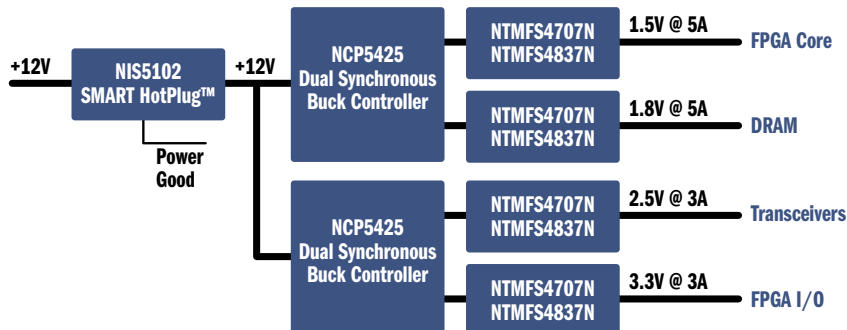 +12V
NIS5102
SMART HotPlug™
Power
Good
+12V
NCP5425
Dual Synchronous
Buck Controller
NTMFS4707N
NTMFS4837N
1.5V @ 5A
FPGA Core
NTMFS4707N
NTMFS4837N
1.8V @ 5A
DRAM
NCP5425
Dual Synchronous
Buck Controller
NTMFS4707N
NTMFS4837N
2.5V @ 3A
Transceivers
NTMFS4707N
NTMFS4837N
3.3V @ 3A
FPGA I/O